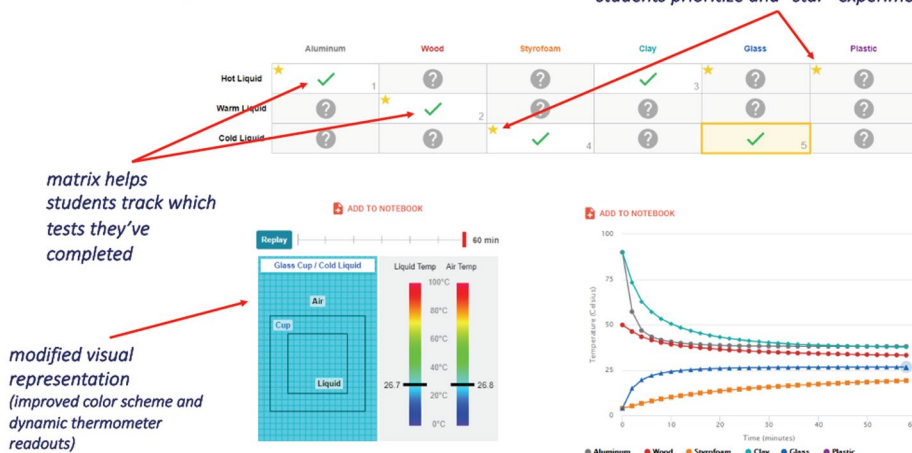 students prioritize and "star" experime
Aluminum Wood Styrofoam Clay Glass Plastic
Hot Liquid 1 ? ? 3 ? ?
Warm Liquid ? 2 ? ? ? ?
Cold Liquid ? ? 4 ? 5 ?
matrix helps
students track which
tests they've
completed
ADD TO NOTEBOOK
Replay 60 min
Glass Cup / Cold Liquid
Air
Cup
Liquid
Liquid Temp Air Temp
100°C
80°C
60°C
40°C
26.7 26.8
20°C
0°C
modified visual
representation
(improved color scheme and
dynamic thermometer
readouts)
ADD TO NOTEBOOK
Temperature (Celsius)
100
75
50
25
0
0 10 20 30 40 50
Time (minutes)
Aluminum Wood Styrofoam Clay Glass Plastic